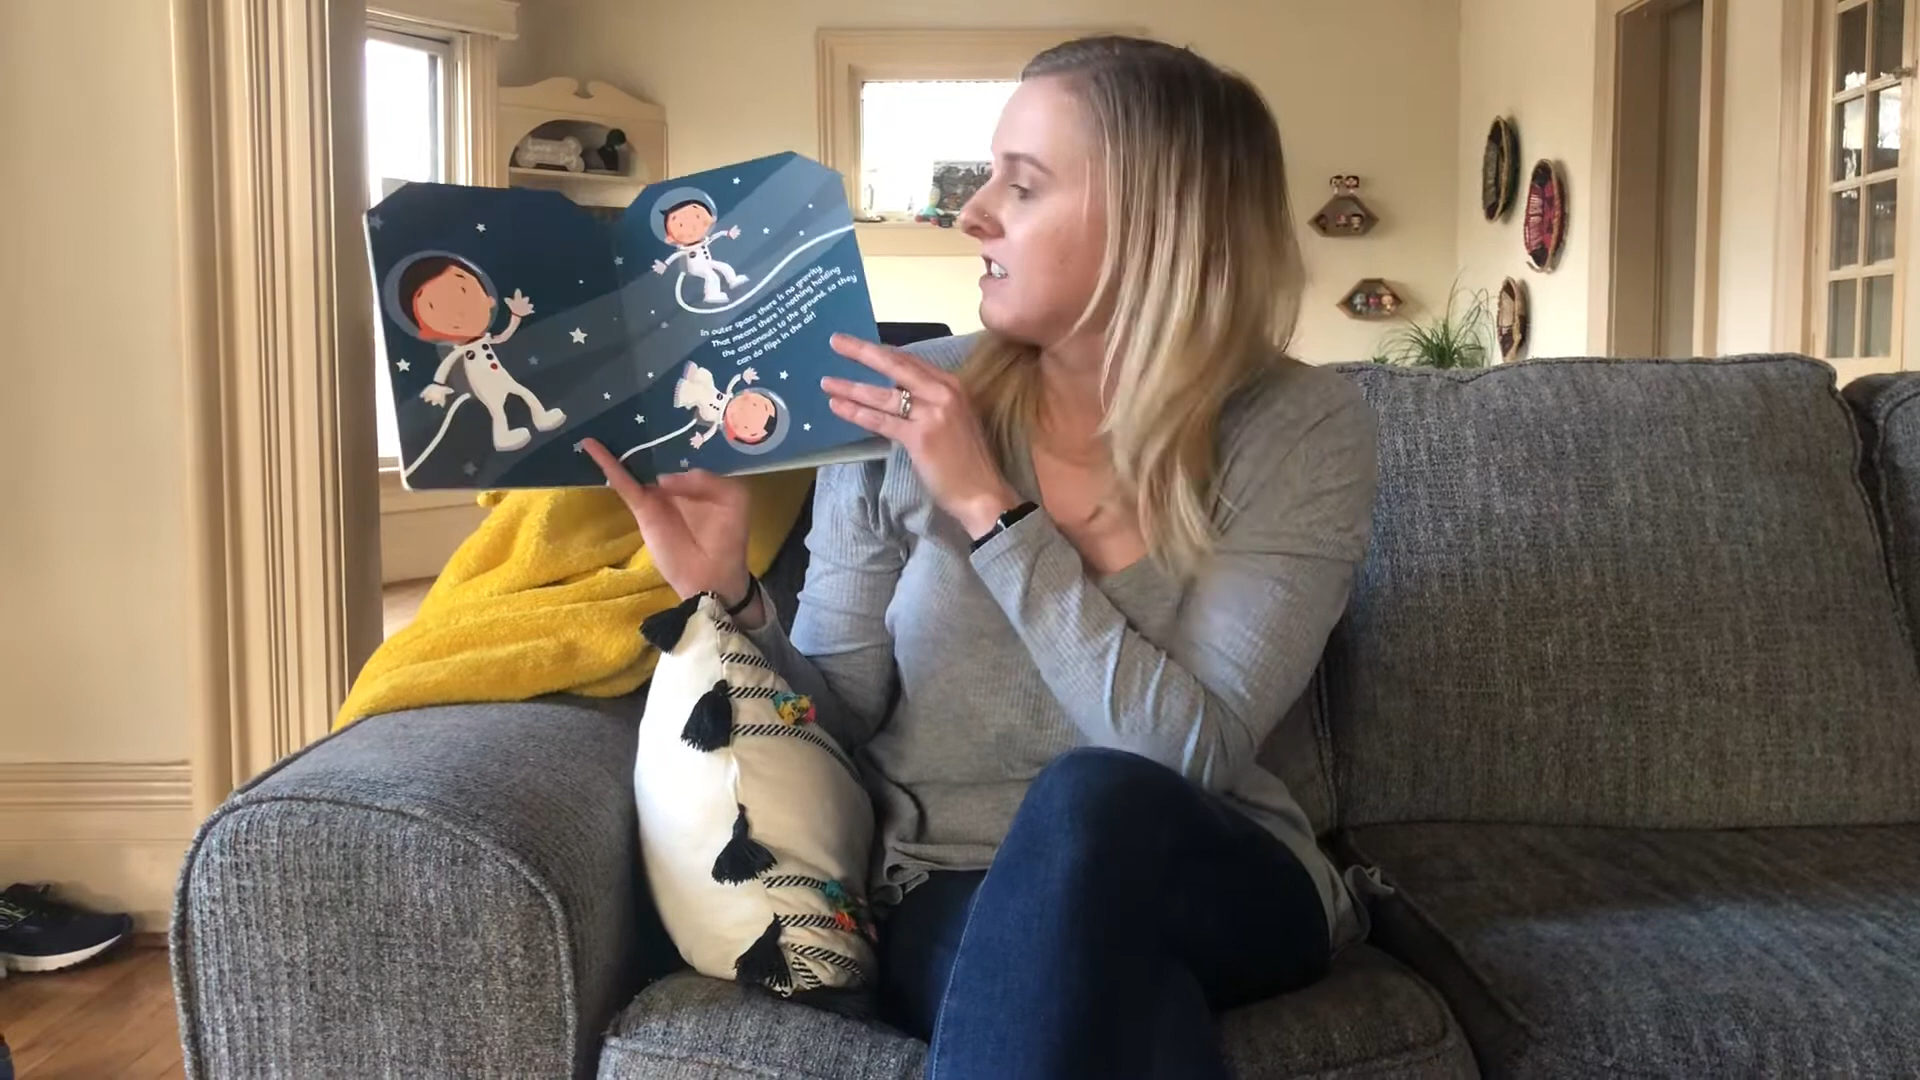 In outer space there is no gravity.
That means there is nothing holding
the astronauts to the ground, so they
can do flips in the air!